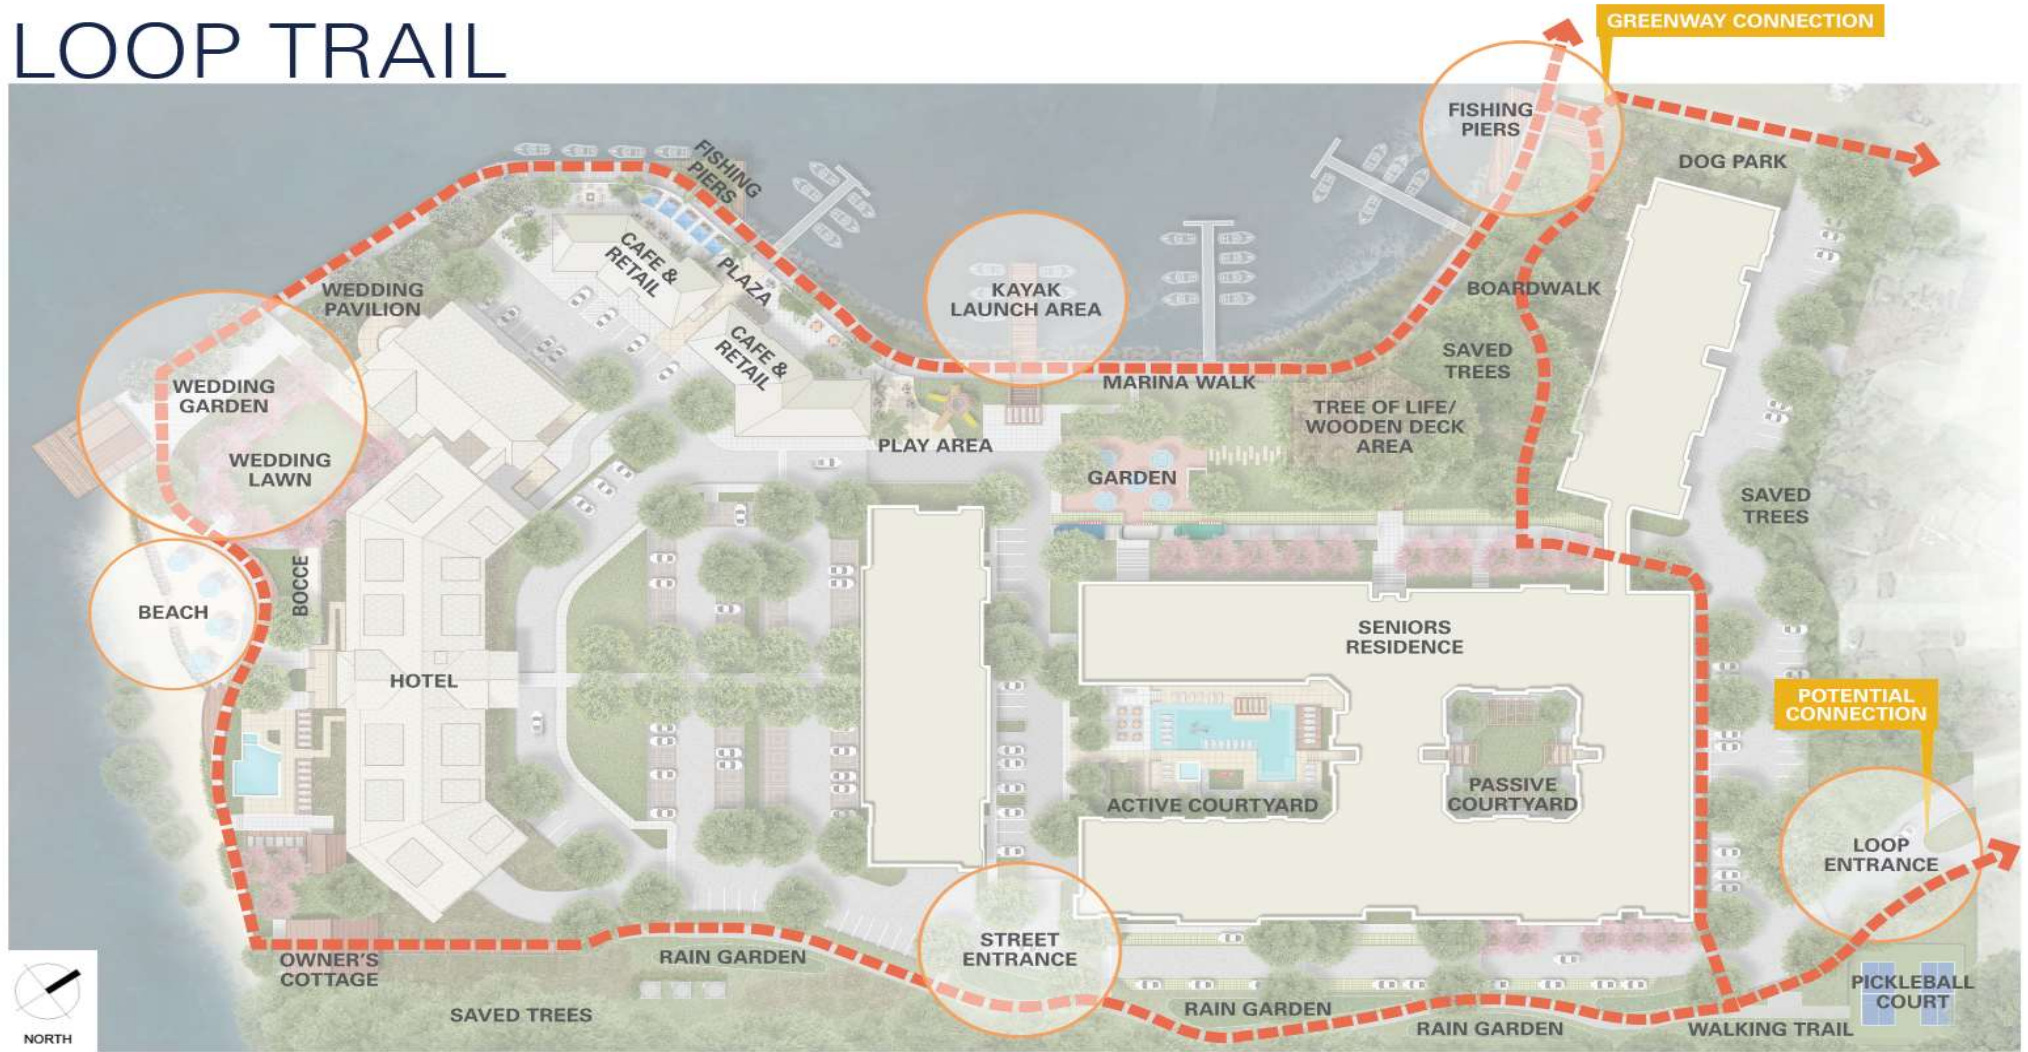 LOOP TRAIL
GREENWAY CONNECTION
FISHING
PIERS
DOG PARK
FISHING
PIERS
CAFE &
RETAIL
PLAZA
WEDDING
PAVILION
KAYAK
LAUNCH AREA
BOARDWALK
CAFE &
RETAIL
SAVED
TREES
MARINA WALK
WEDDING
GARDEN
TREE OF LIFE/
WOODEN DECK
AREA
PLAY AREA
WEDDING
LAWN
GARDEN
SAVED
TREES
BOCCE
BEACH
SENIORS
RESIDENCE
HOTEL
POTENTIAL
CONNECTION
PASSIVE
COURTYARD
ACTIVE COURTYARD
LOOP
ENTRANCE
STREET
ENTRANCE
OWNER'S
COTTAGE
RAIN GARDEN
PICKLEBALL
COURT
SAVED TREES
RAIN GARDEN
RAIN GARDEN
WALKING TRAIL
NORTH